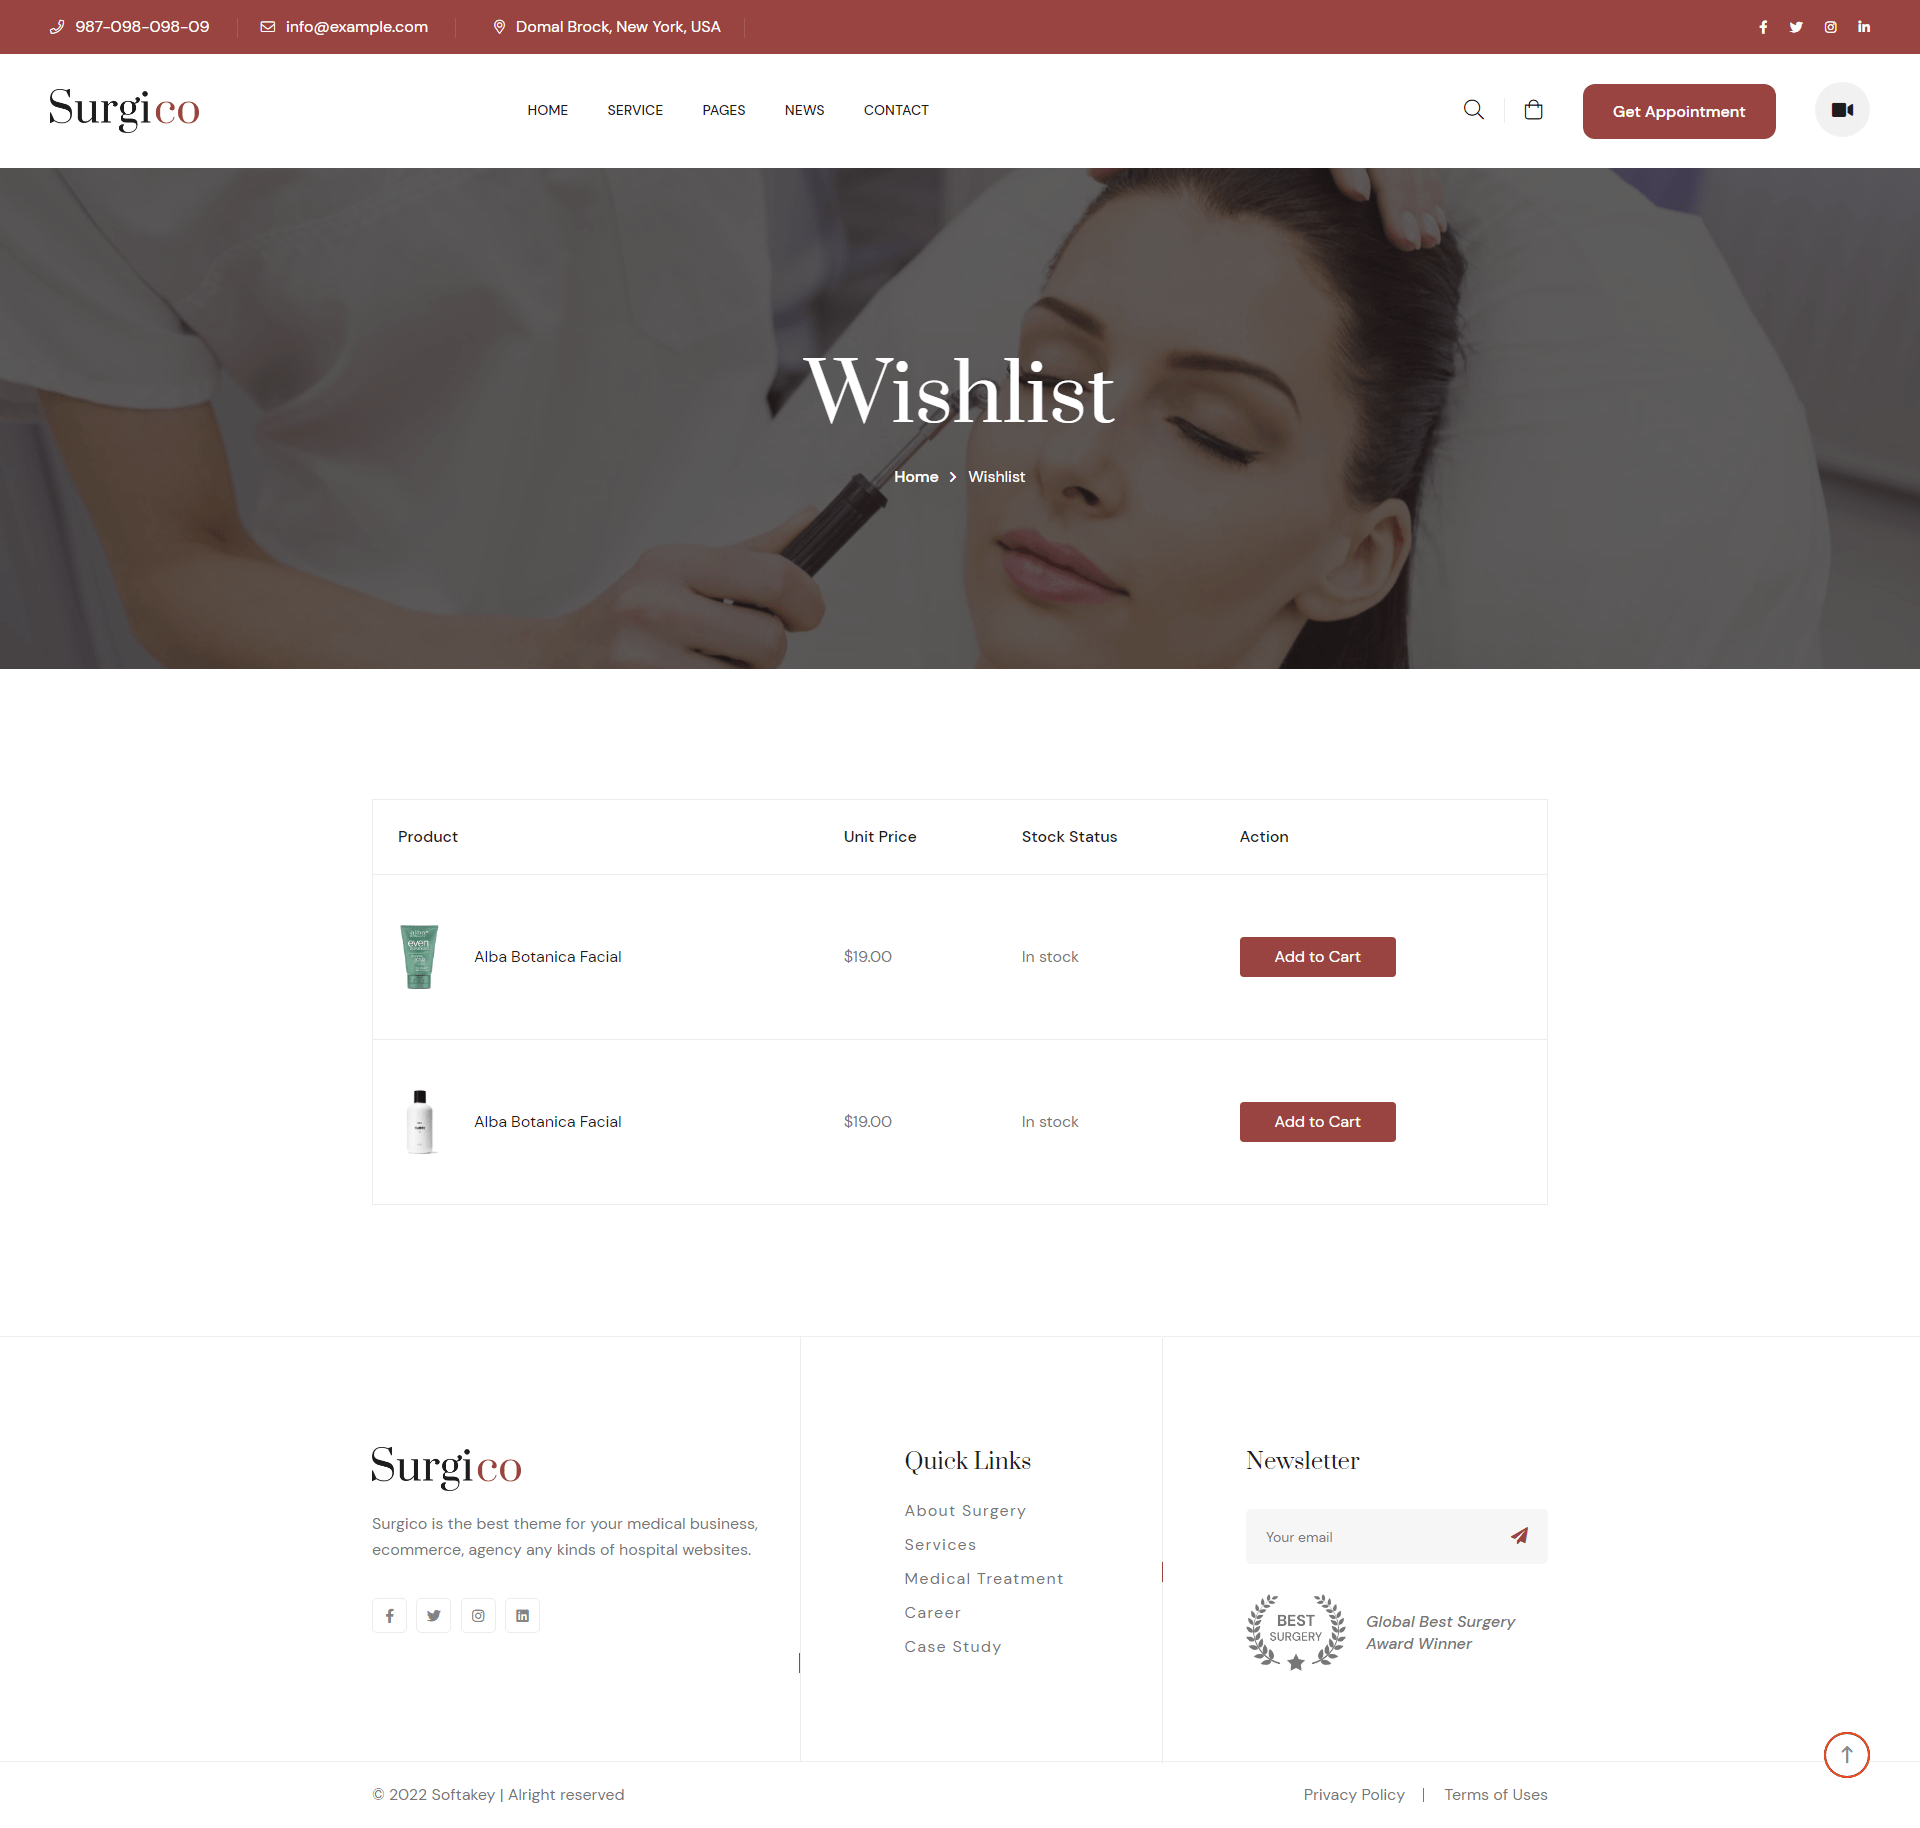 987-098-098-09
info@example.com
Domal Brock, New York, USA
Surgico
HOME
SERVICE
PAGES
NEWS
CONTACT
Get Appointment
Wishlist
Home
Wishlist
Product
Unit Price
Stock Status
Action
alba
even
Alba Botanica Facial
$19.00
In stock
Add to Cart
Alba Botanica Facial
$19.00
In stock
Add to Cart
Surgico
Surgico is the best theme for your medical business,
ecommerce, agency any kinds of hospital websites.
Quick Links
About Surgery
Services
Medical Treatment
Career
Case Study
Newsletter
Your email
BEST
SURGERY
Global Best Surgery
Award Winner
© 2022 Softakey | Alright reserved
Privacy Policy
Terms of Uses